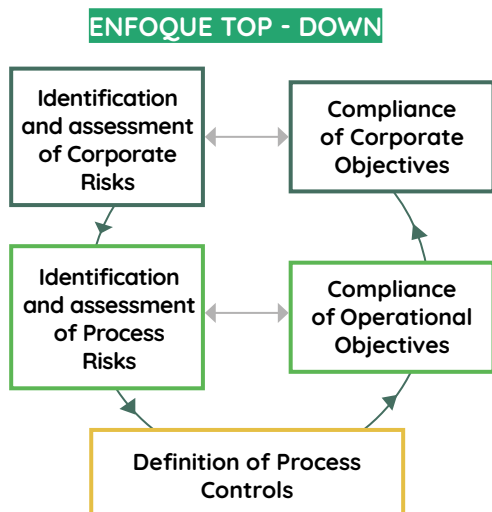 ENFOQUE TOP - DOWN
Identification
and assessment
of Corporate
Risks
Compliance
of Corporate
Objectives
Identification
and assessment
of Process
Risks
Compliance
of Operational
Objectives
Definition of Process
Controls